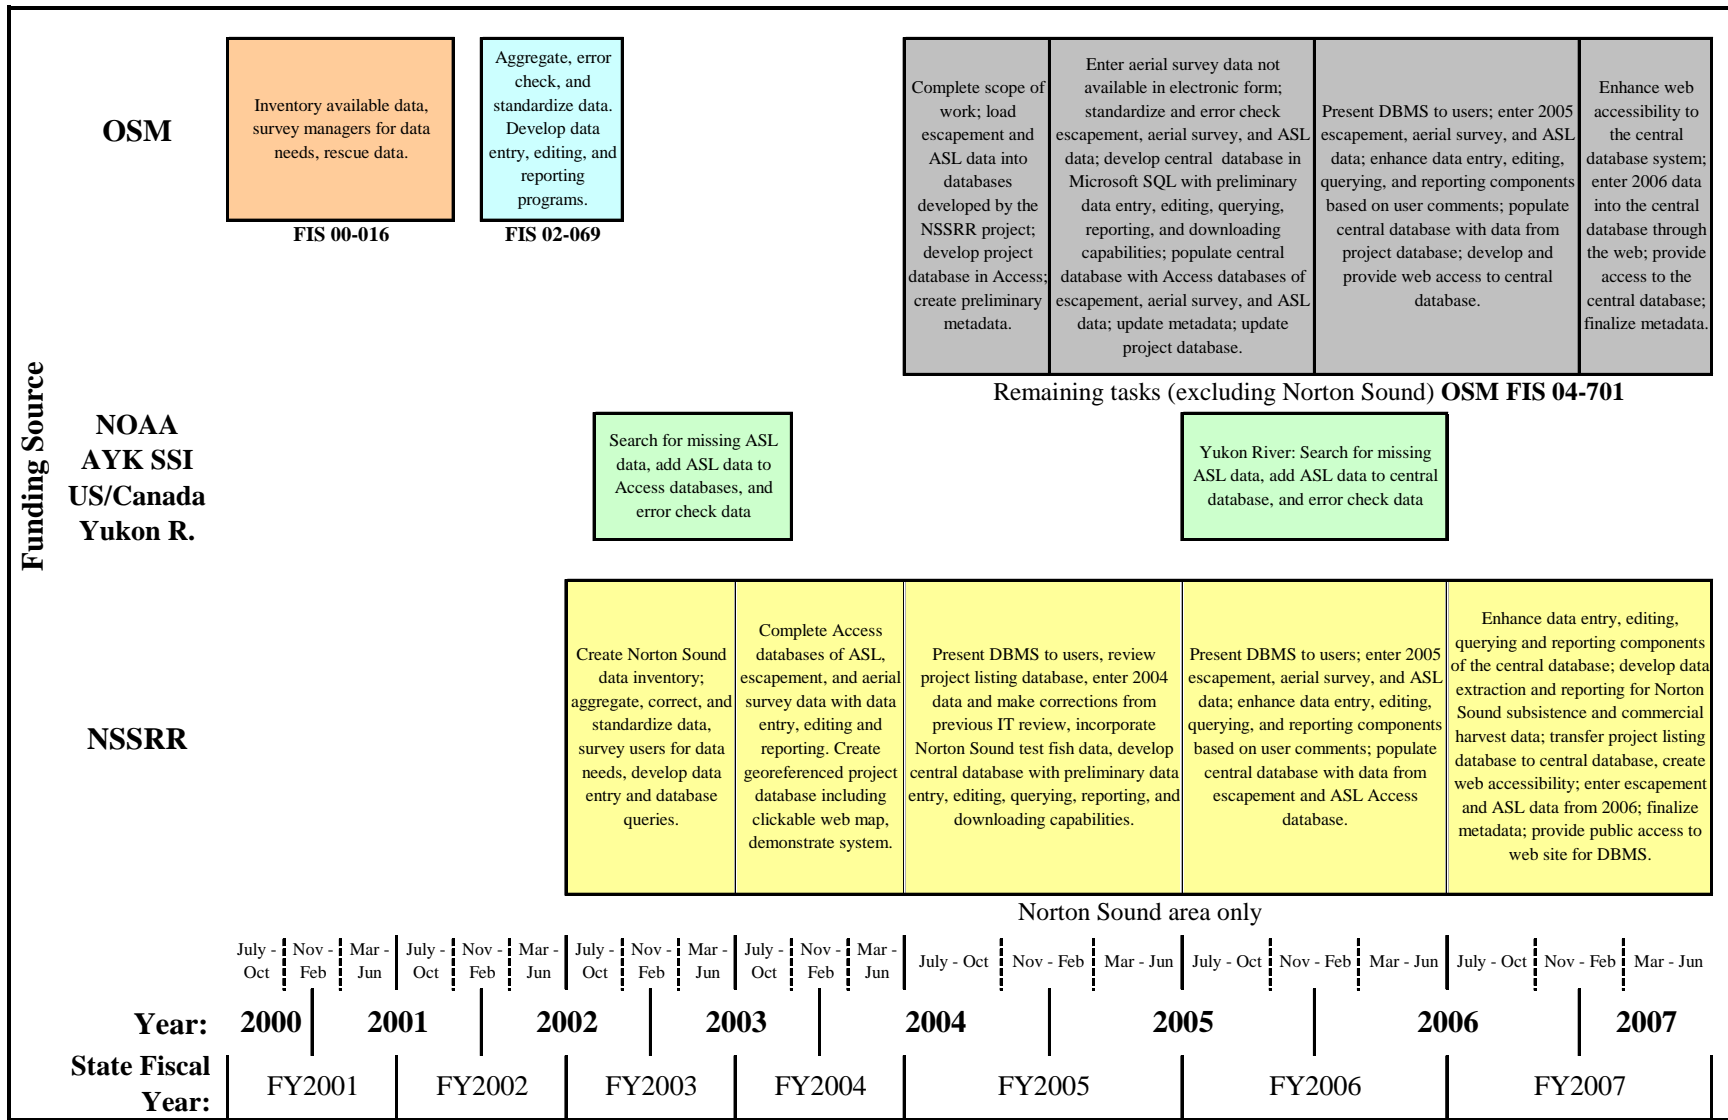 OSM
Inventory available data,
survey managers for data
needs, rescue data.
FIS 00-016
Aggregate, error
check, and
standardize data.
Develop data
entry, editing, and
reporting
programs.
FIS 02-069
Complete scope of
work; load
escapement and
ASL data into
databases
developed by the
NSSRR project;
develop project
database in Access;
create preliminary
metadata.
Enter aerial survey data not
available in electronic form;
standardize and error check
escapement, aerial survey, and ASL
data; develop central database in
Microsoft SQL with preliminary
data entry, editing, querying,
reporting, and downloading
capabilities; populate central
database with Access databases of
escapement, aerial survey, and ASL
data; update metadata; update
project database.
Present DBMS to users; enter 2005
escapement, aerial survey, and ASL
data; enhance data entry, editing,
querying, and reporting components
based on user comments; populate
central database with data from
project database; develop and
provide web access to central
database.
Enhance web
accessibility to
the central
database system;
enter 2006 data
into the central
database through
the web; provide
access to the
central database;
finalize metadata.
Remaining tasks (excluding Norton Sound) OSM FIS 04-701
Funding Source
NOAA
AYK SSI
US/Canada
Yukon R.
Search for missing ASL
data, add ASL data to
Access databases, and
error check data
Yukon River: Search for missing
ASL data, add ASL data to central
database, and error check data
NSSRR
Create Norton Sound
data inventory;
aggregate, correct, and
standardize data,
survey users for data
needs, develop data
entry and database
queries.
Complete Access
databases of ASL,
escapement, and aerial
survey data with data
entry, editing and
reporting. Create
georeferenced project
database including
clickable web map,
demonstrate system.
Present DBMS to users, review
project listing database, enter 2004
data and make corrections from
previous IT review, incorporate
Norton Sound test fish data, develop
central database with preliminary data
entry, editing, querying, reporting, and
downloading capabilities.
Present DBMS to users; enter 2005
escapement, aerial survey, and ASL
data; enhance data entry, editing,
querying, and reporting components
based on user comments; populate
central database with data from
escapement and ASL Access
database.
Enhance data entry, editing,
querying and reporting components
of the central database; develop data
extraction and reporting for Norton
Sound subsistence and commercial
harvest data; transfer project listing
database to central database, create
web accessibility; enter escapement
and ASL data from 2006; finalize
metadata; provide public access to
web site for DBMS.
Norton Sound area only
July - Oct Nov - Feb Mar - Jun July - Oct Nov - Feb Mar - Jun July - Oct Nov - Feb Mar - Jun July - Oct Nov - Feb Mar - Jun July - Oct Nov - Feb Mar - Jun July - Oct Nov - Feb Mar - Jun July - Oct Nov - Feb Mar - Jun
Year: 2000 2001 2002 2003 2004 2005 2006 2007
State Fiscal
Year:
FY2001 FY2002 FY2003 FY2004 FY2005 FY2006 FY2007